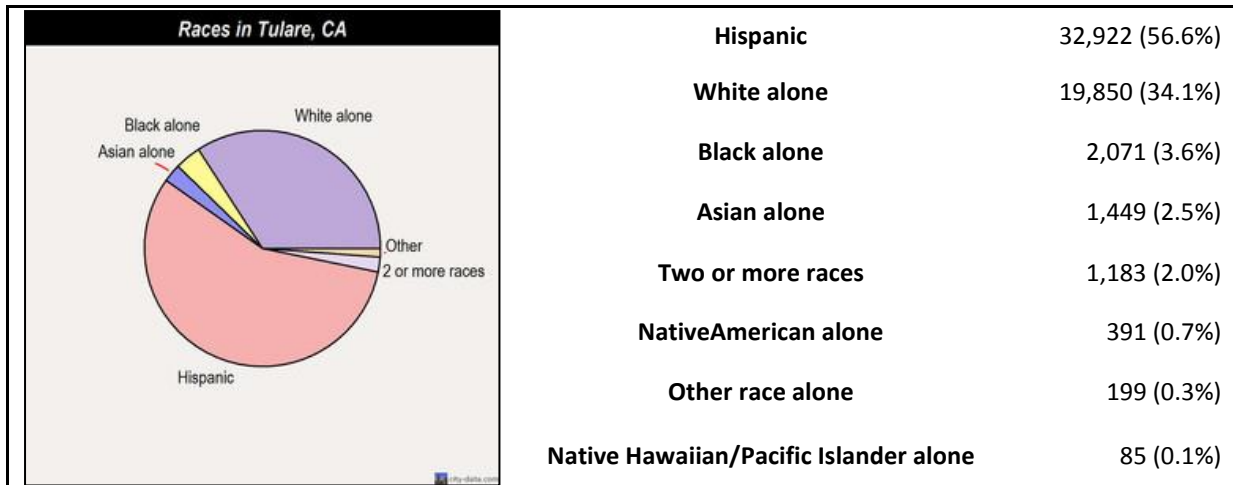 Races in Tulare, CA
White alone
Black alone
Asian alone
Other
2 or more races
Hispanic
city-data.com
Hispanic 32,922 (56.6%)
White alone 19,850 (34.1%)
Black alone 2,071 (3.6%)
Asian alone 1,449 (2.5%)
Two or more races 1,183 (2.0%)
NativeAmerican alone 391 (0.7%)
Other race alone 199 (0.3%)
Native Hawaiian/Pacific Islander alone 85 (0.1%)